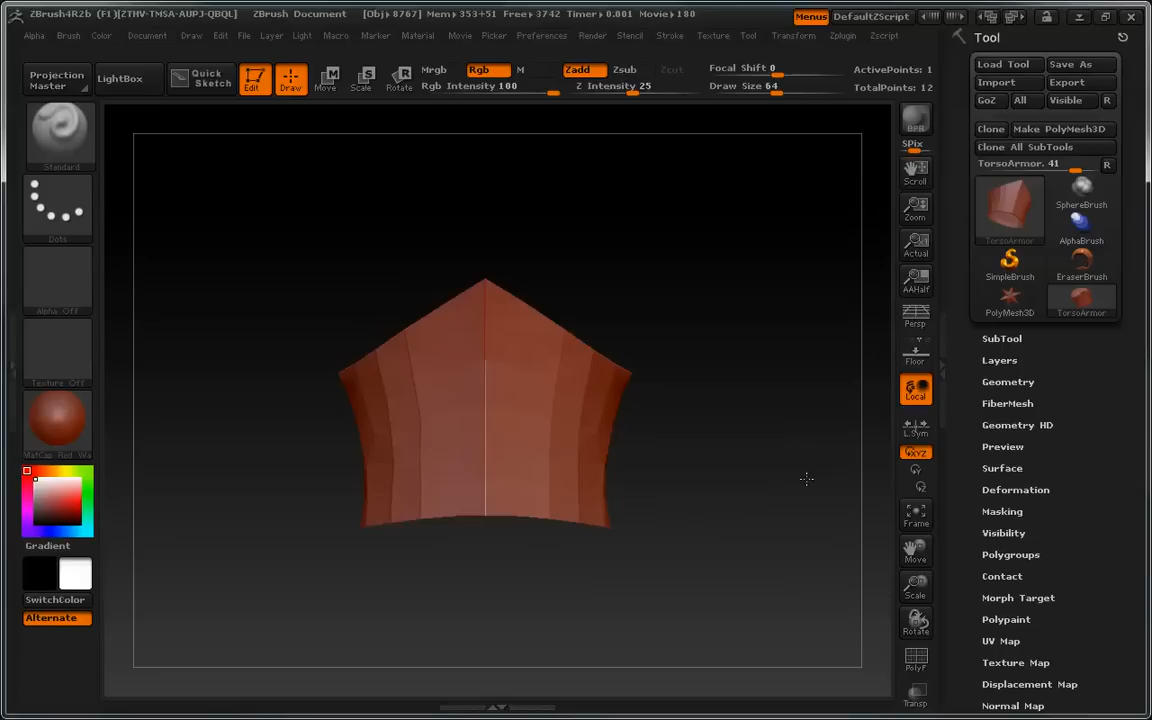 ZBrush4R2b (F1)[ZTHV-TMSA-AUPJ-QBQL] ZBrush Document [Obj▸8767] Mem▸353+51 Free▸3742 Timer▸0.001 Movie▸180 Menus DefaultZScript
Alpha Brush Color Document Draw Edit File Layer Light Macro Marker Material Movie Picker Preferences Render Stencil Stroke Texture Tool Transform Zplugin Zscript
Tool
Projection Master
LightBox
Quick Sketch
Edit
Draw
Move
Scale
Rotate
Mrgb Rgb M
Rgb Intensity 100
Zadd Zsub Zcut
Z Intensity 25
Focal Shift 0
Draw Size 64
ActivePoints: 1
TotalPoints: 12
Standard
Dots
Alpha Off
Texture Off
MatCap Red Wa
Gradient
SwitchColor
Alternate
BPR
SPix
Scroll
Zoom
Actual
AAHalf
Persp
Floor
Local
L.Sym
XYZ
Y
Z
Frame
Move
Scale
Rotate
PolyF
Transp
Load Tool Save As
Import Export
GoZ All Visible R
Clone Make PolyMesh3D
Clone All SubTools
TorsoArmor. 41 R
TorsoArmor
SphereBrush
AlphaBrush
SimpleBrush
EraserBrush
PolyMesh3D
TorsoArmor
SubTool
Layers
Geometry
FiberMesh
Geometry HD
Preview
Surface
Deformation
Masking
Visibility
Polygroups
Contact
Morph Target
Polypaint
UV Map
Texture Map
Displacement Map
Normal Map